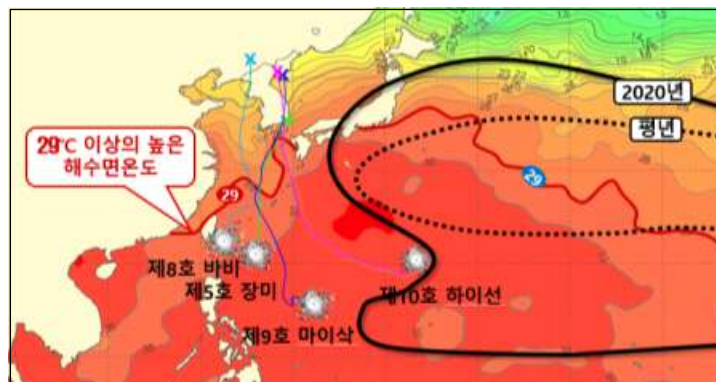 2020년
평년
29℃ 이상의 높은
해수면온도
29
29
제8호 바비
제5호 장미
제10호 하이선
제9호 마이삭